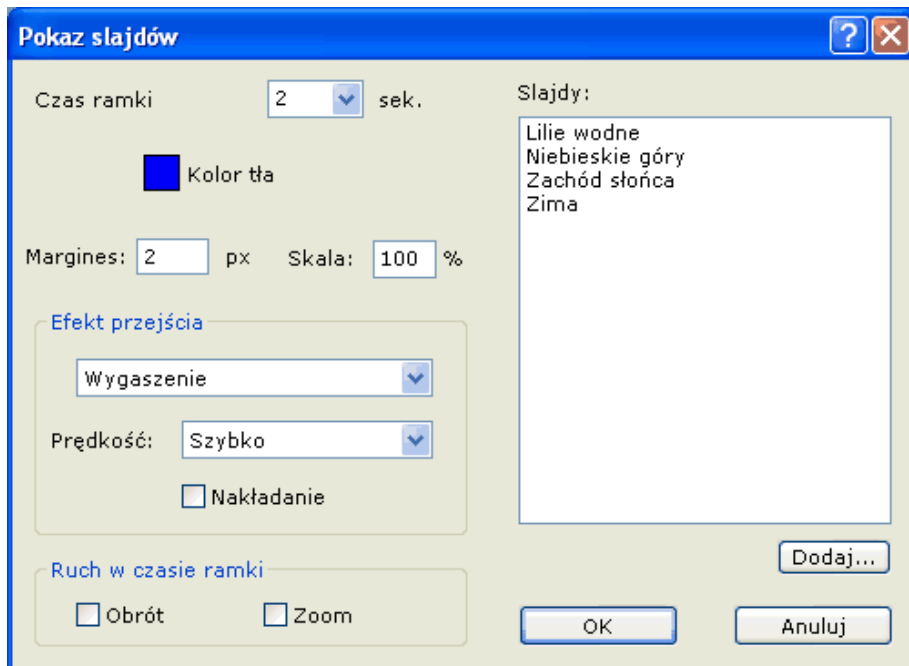 Pokaz slajdów
Czas ramki 2 sek.
Kolor tła
Margines: 2 px Skala: 100 %
Efekt przejścia
Wygaszenie
Prędkość: Szybko
Nakładanie
Ruch w czasie ramki
Obrót Zoom
Slajdy:
Lilie wodne
Niebieskie góry
Zachód słońca
Zima
Dodaj...
OK Anuluj